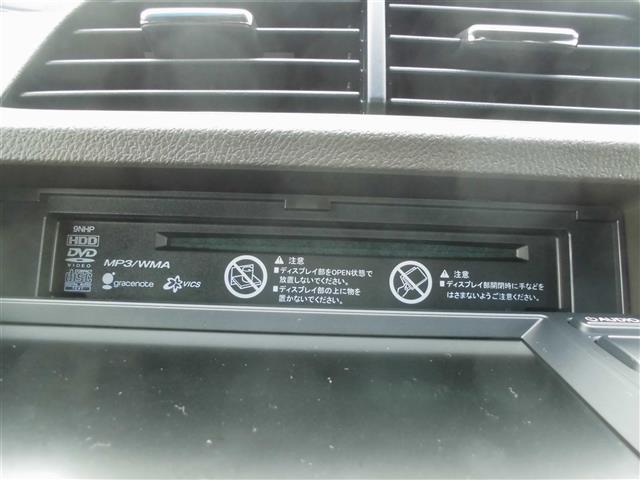 9NHP
HDD
DVD
VIDEO
COMPACT
disc
TEXT
MP3/WMA
gracenote
VICS
⚠ 注意
■ディスプレイ部をOPEN状態で
放置しないでください。
■ディスプレイ部の上に物を
置かないでください。
⚠ 注意
■ディスプレイ部開閉時に手などを
はさまないようご注意ください。
AUDIO